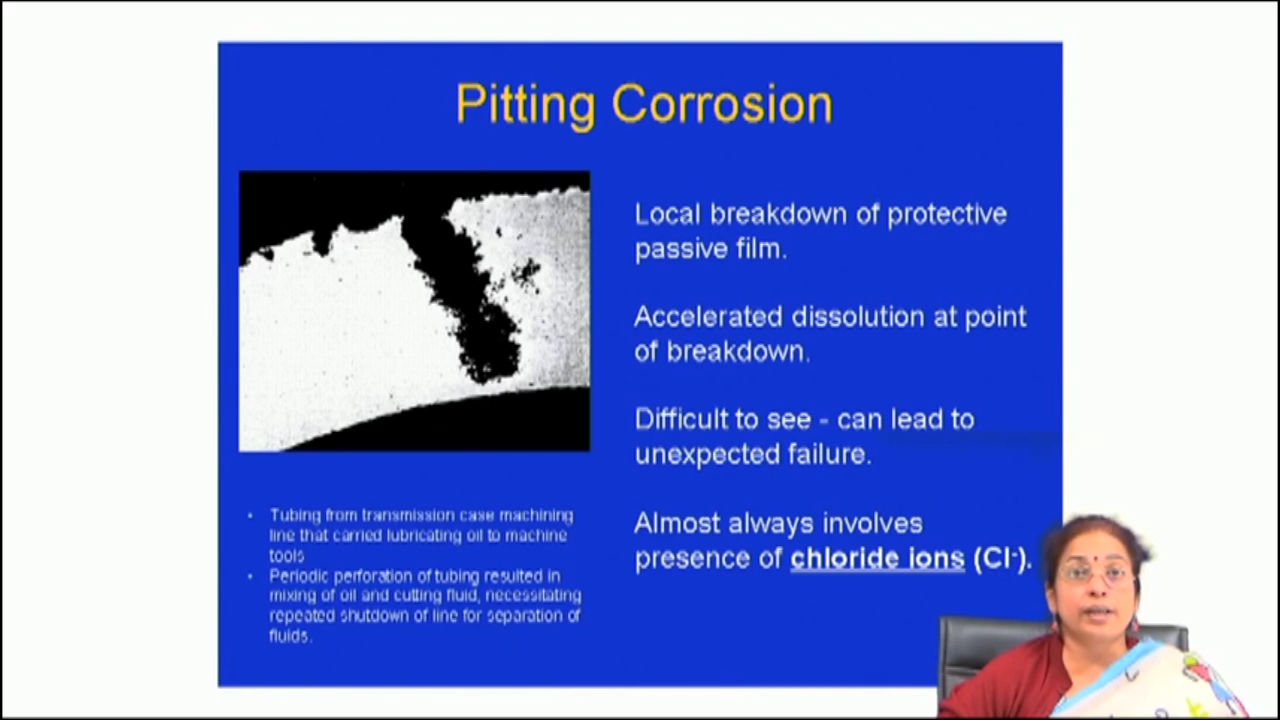 Pitting Corrosion
Local breakdown of protective
passive film.
Accelerated dissolution at point
of breakdown.
Difficult to see - can lead to
unexpected failure.
Almost always involves
presence of chloride ions (Cl-).
• Tubing from transmission case machining
line that carried lubricating oil to machine
tools
• Periodic perforation of tubing resulted in
mixing of oil and cutting fluid, necessitating
repeated shutdown of line for separation of
fluids.